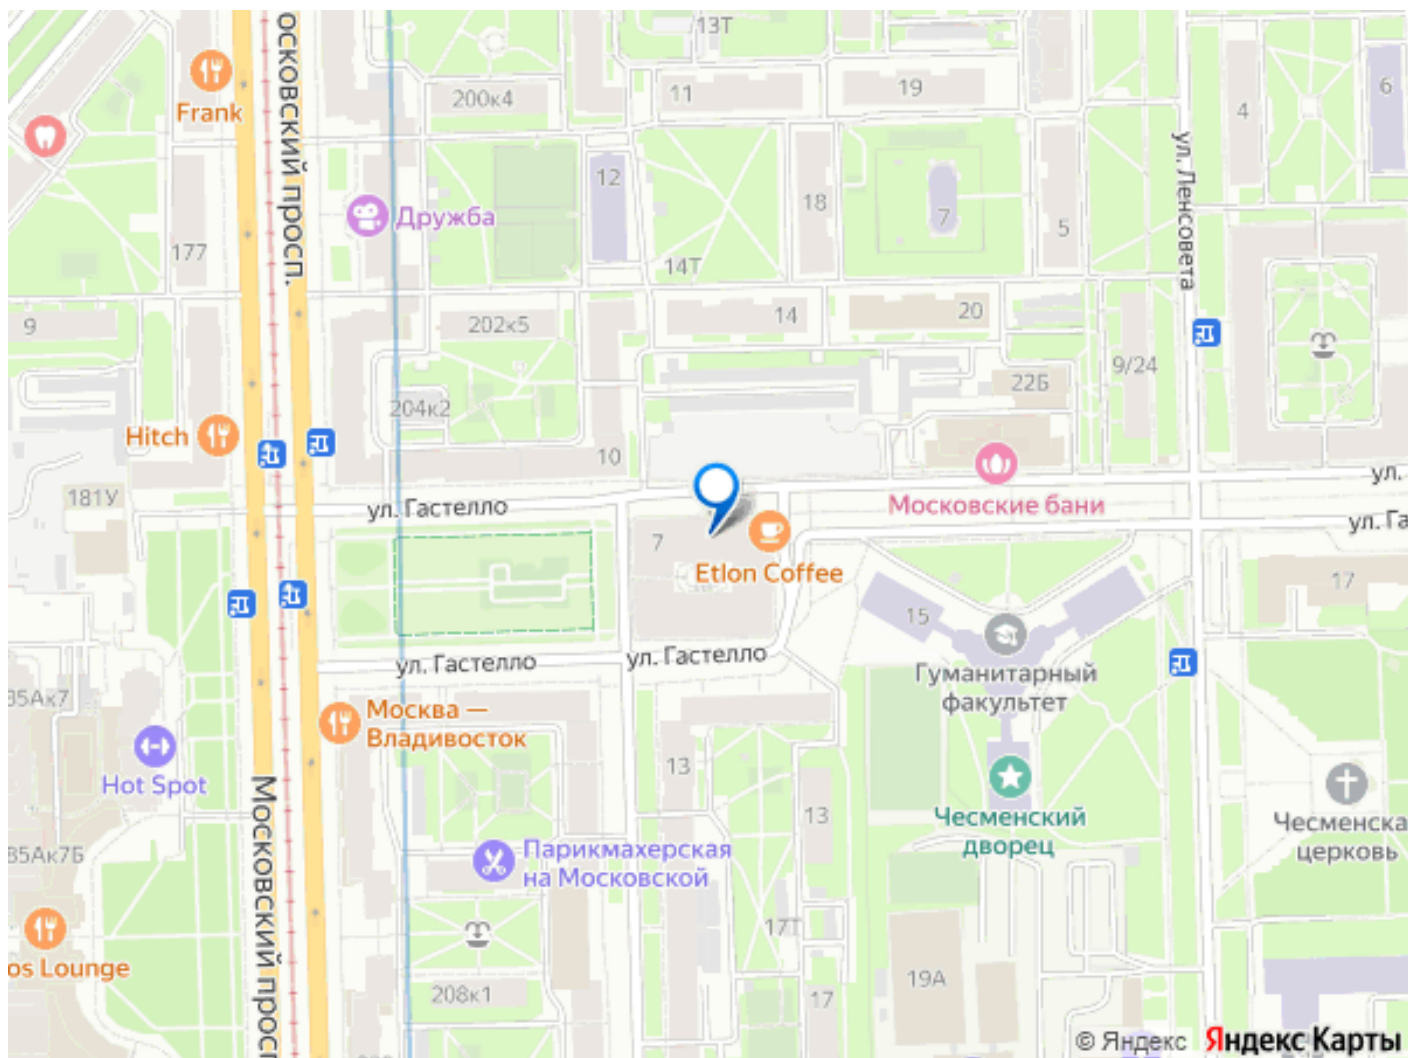 13Т
Frank
200к4
11
19
6
4
осковский просп.
ул. Ленсовета
12
18
7
Дружба
5
177
14Т
9
202к5
14
20
9/24
22Б
204к2
Hitch
10
181У
ул. Гастелло
Московские бани
ул.
ул. Га
7
Etlon Coffee
15
17
Гуманитарный
факультет
ул. Гастелло
ул. Гастелло
35Ак7
Москва —
Владивосток
Hot Spot
13
13
Чесменский
дворец
Чесменска
церковь
Московский просп
35Ак7Б
Парикмахерская
на Московской
17Т
os Lounge
208к1
19А
17
© Яндекс Яндекс Карты